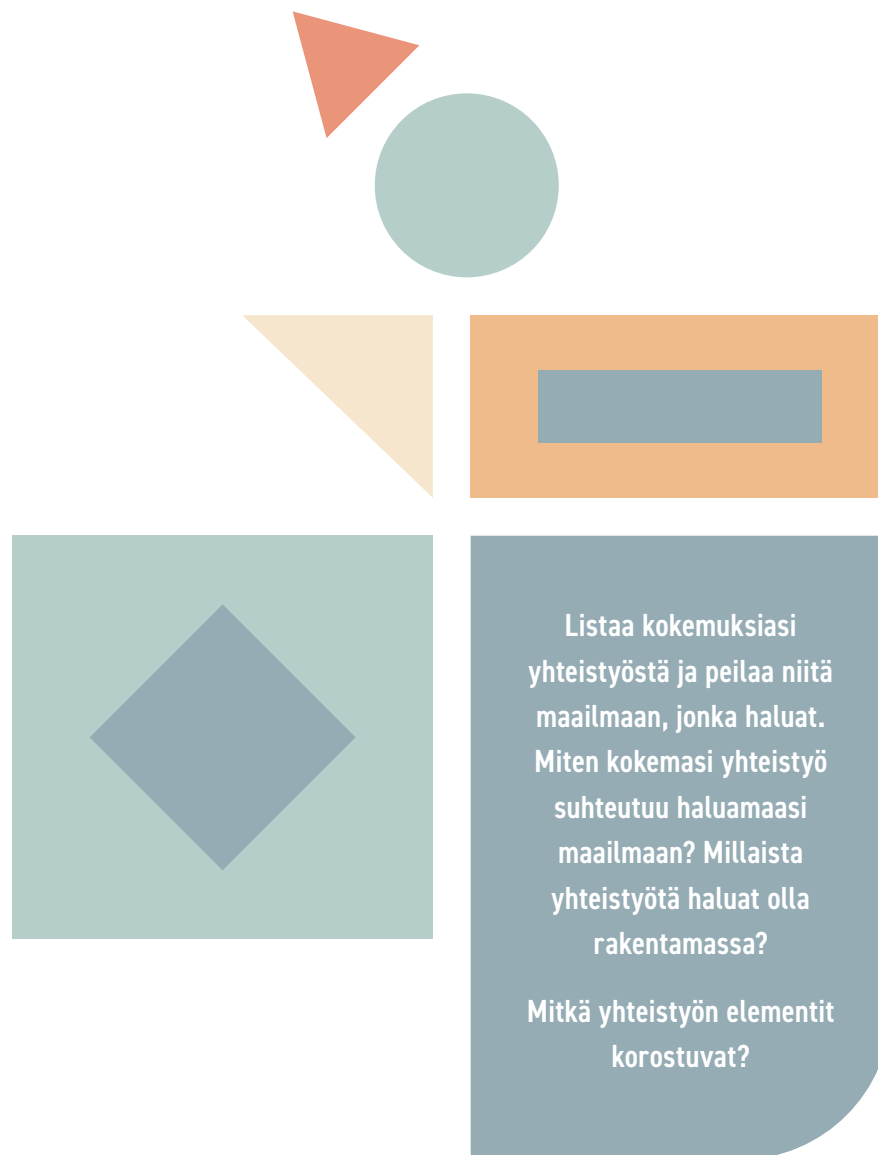 Listaa kokemuksiasi
yhteistyöstä ja peilaa niitä
maailmaan, jonka haluat.
Miten kokemasi yhteistyö
suhteutuu haluamaasi
maailmaan? Millaista
yhteistyötä haluat olla
rakentamassa?
Mitkä yhteistyön elementit
korostuvat?